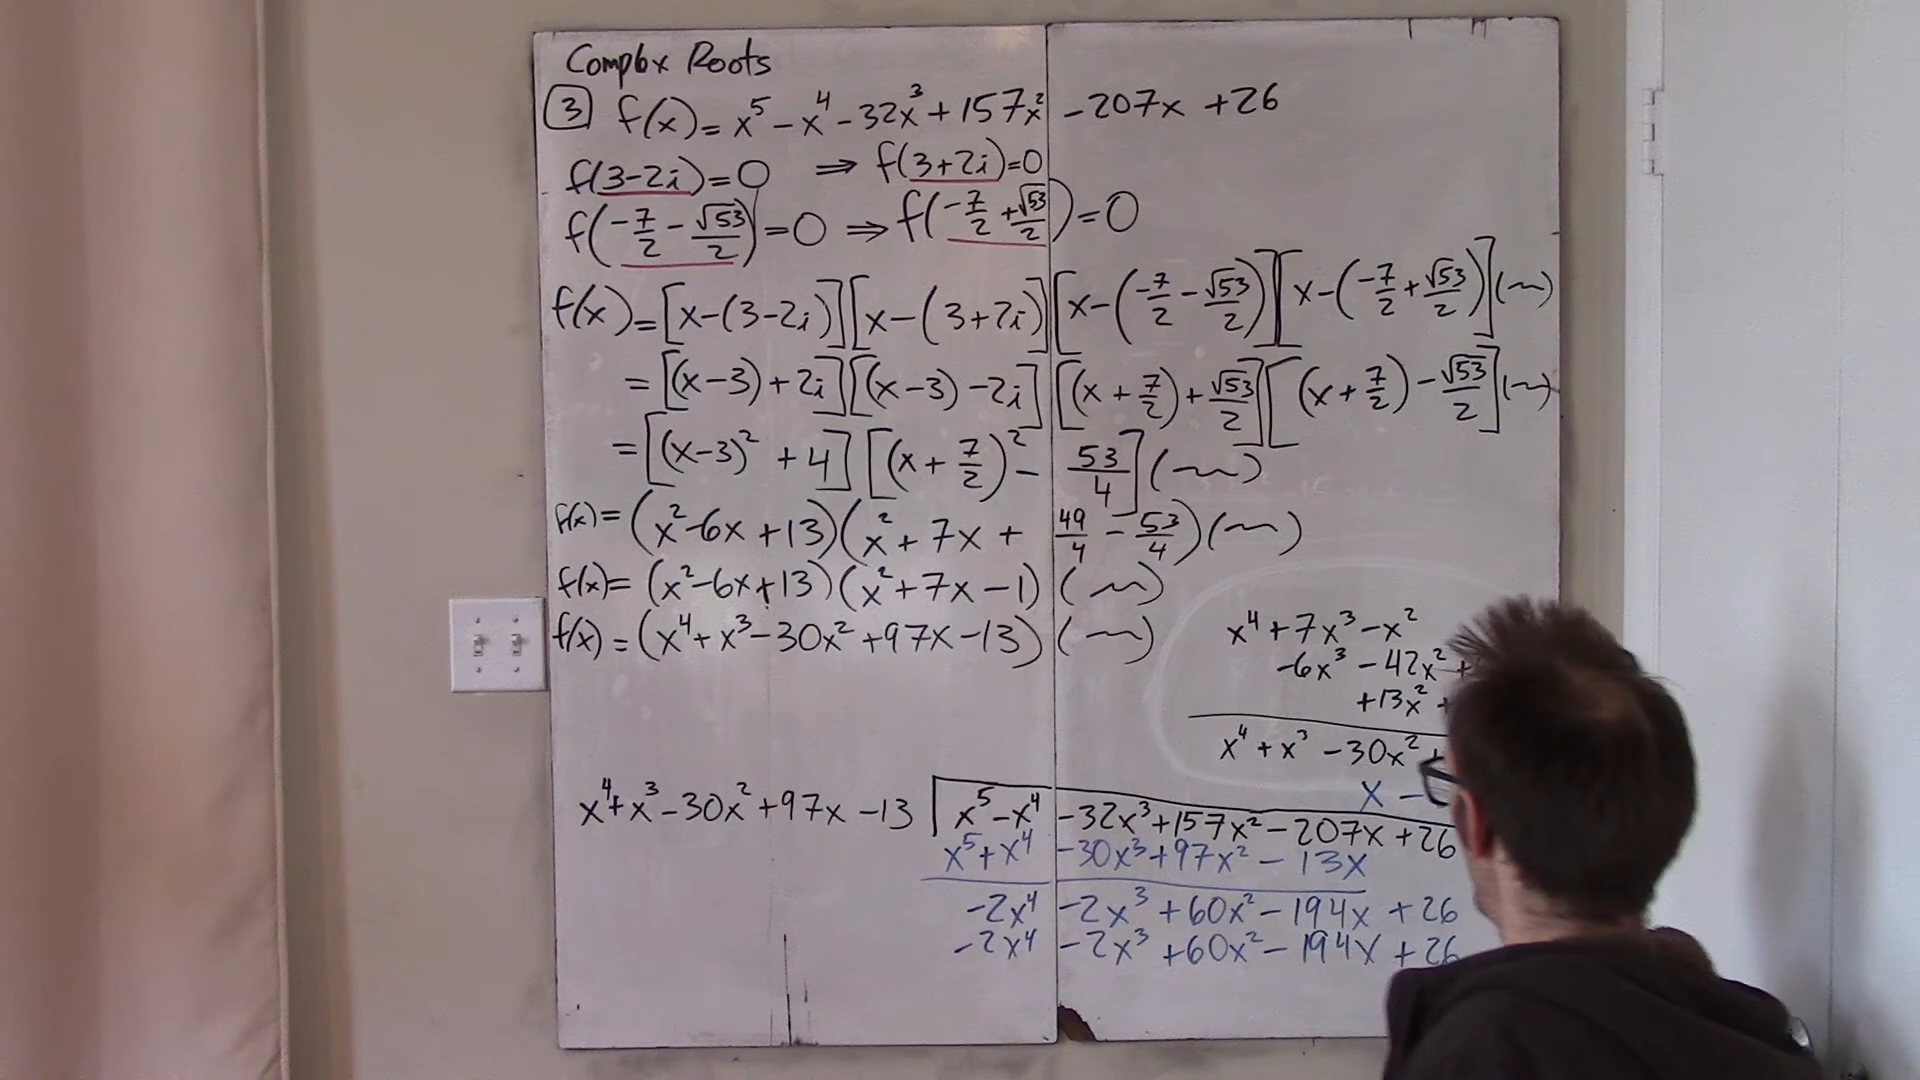 Complex Roots
3 f(x) = x⁵ - x⁴ - 32x³ + 157x² - 207x + 26
f(3-2i)=0 ⇒ f(3+2i)=0
f(-7/2 - √53/2)=0 ⇒ f(-7/2 + √53/2)=0
f(x) = [x-(3-2i)][x-(3+2i)][x-(-7/2 - √53/2)][x-(-7/2 + √53/2)](~)
= [(x-3)+2i][(x-3)-2i][(x+7/2)+√53/2][(x+7/2)-√53/2](~)
= [(x-3)²+4][(x+7/2)² - 53/4](~)
f(x) = (x²-6x+13)(x²+7x+49/4-53/4)(~)
f(x) = (x²-6x+13)(x²+7x-1)(~)
f(x) = (x⁴+x³-30x²+97x-13)(~)
x⁴+7x³-x²
-6x³-42x²+
+13x²+
x⁴+x³-30x²+
x -
x⁴+x³-30x²+97x-13 x⁵-x⁴-32x³+157x²-207x+26
x⁵+x⁴-30x³+97x²-13x
-2x⁴-2x³+60x²-194x+26
-2x⁴-2x³+60x²-194x+26